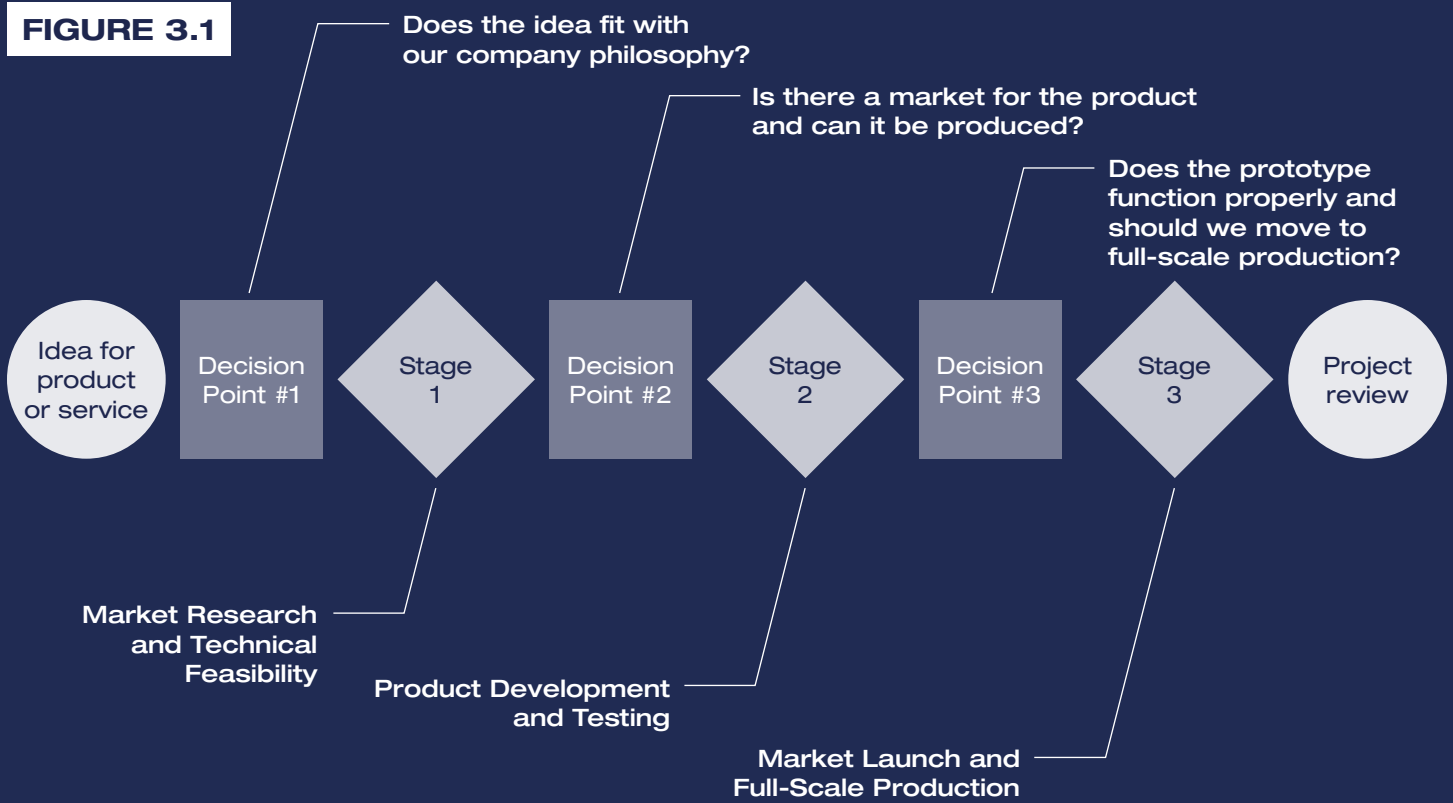 FIGURE 3.1
Does the idea fit with
our company philosophy?
Is there a market for the product
and can it be produced?
Does the prototype
function properly and
should we move to
full-scale production?
Idea for
product
or service
Decision
Point #1
Stage
1
Decision
Point #2
Stage
2
Decision
Point #3
Stage
3
Project
review
Market Research
and Technical
Feasibility
Product Development
and Testing
Market Launch and
Full-Scale Production